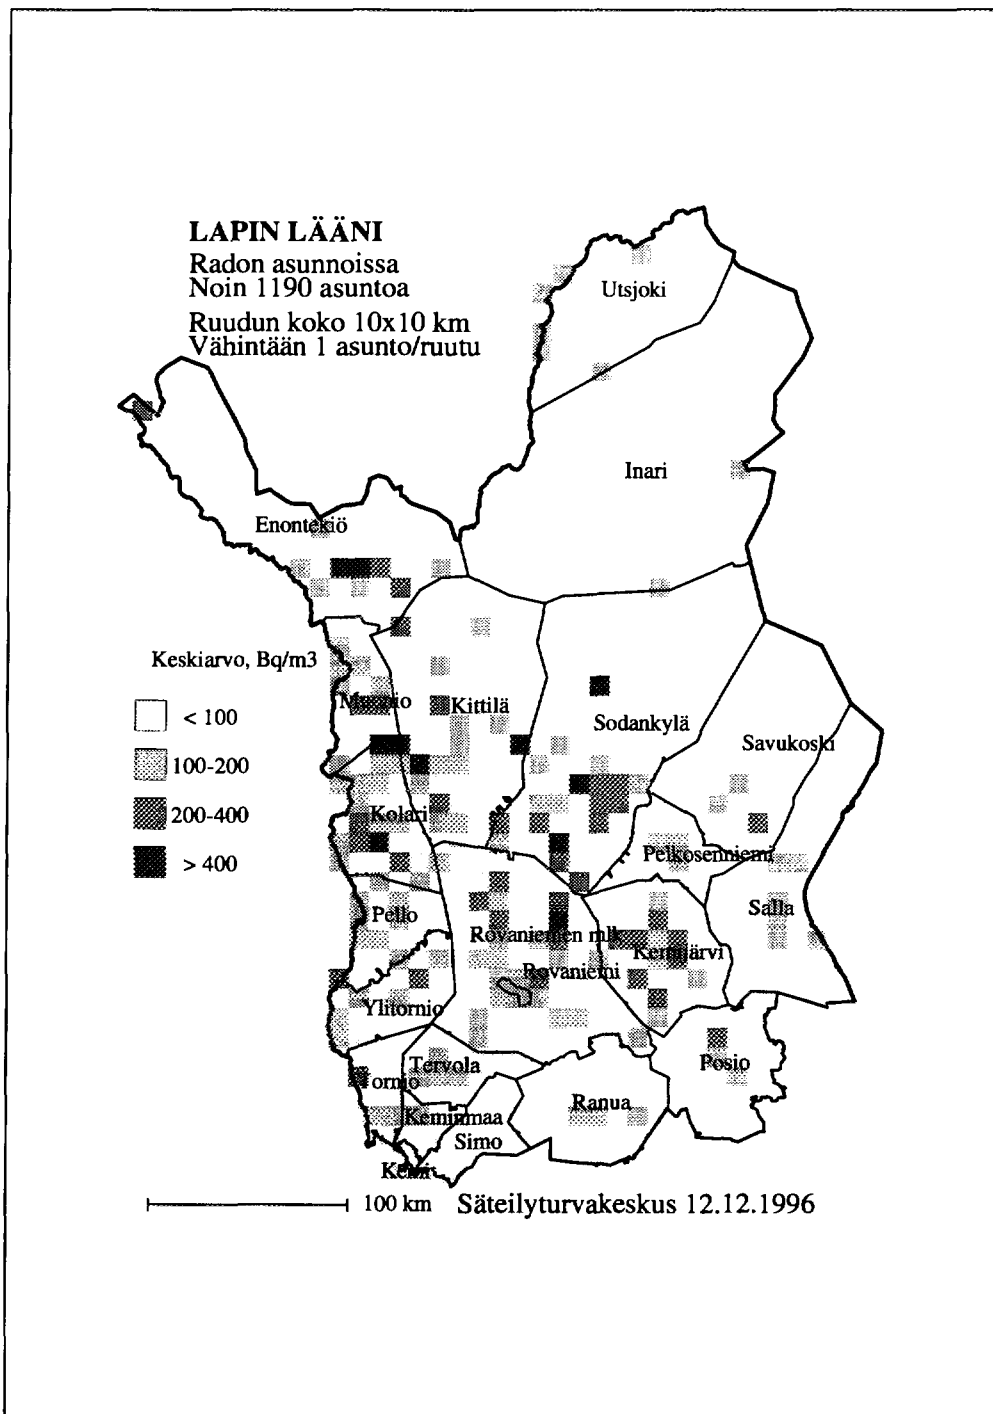 LAPIN LÄÄNI
Radon asunnoissa
Noin 1190 asuntoa
Ruudun koko 10x10 km
Vähintään 1 asunto/ruutu
Utsjoki
Inari
Enontekiö
Keskiarvo, Bq/m3
< 100
100-200
200-400
> 400
Muonio
Kittilä
Sodankylä
Savukoski
Kolari
Pelkosenniemi
Pello
Salla
Rovaniemen mlk
Kemijärvi
Rovaniemi
Ylitornio
Tervola
Posio
Tornio
Ranua
Keminmaa
Simo
Kemi
100 km
Säteilyturvakeskus 12.12.1996